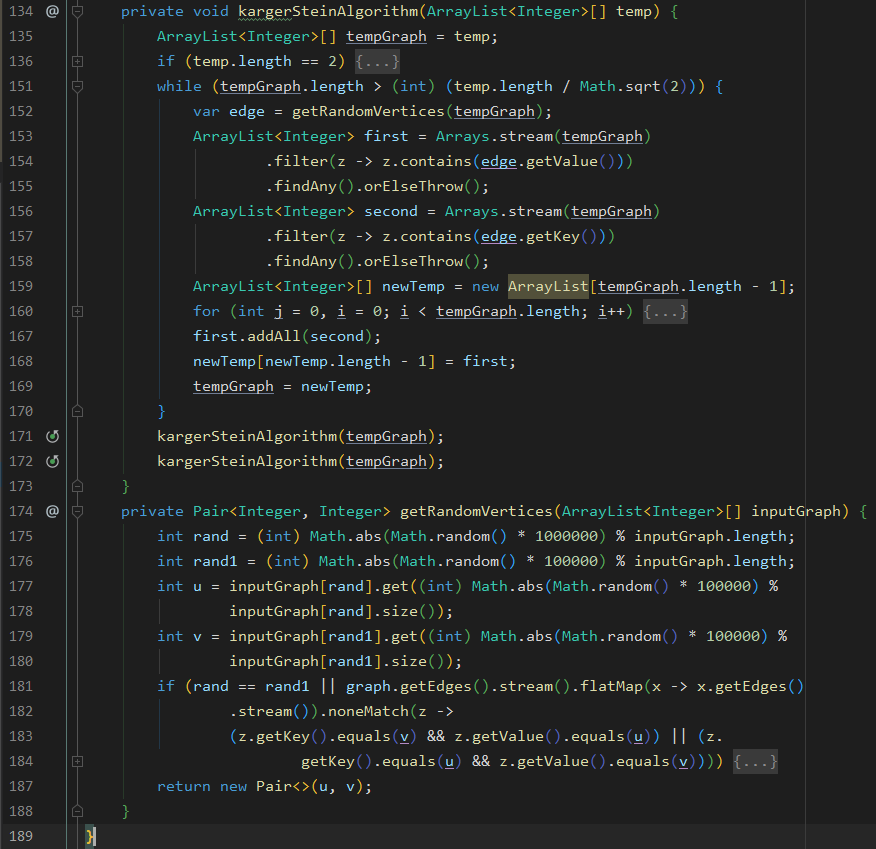 134 @ private void kargerSteinAlgorithm(ArrayList<Integer>[] temp) {
135 ArrayList<Integer>[] tempGraph = temp;
136 if (temp.length == 2) {...}
151 while (tempGraph.length > (int) (temp.length / Math.sqrt(2))) {
152 var edge = getRandomVertices(tempGraph);
153 ArrayList<Integer> first = Arrays.stream(tempGraph)
154 .filter(z -> z.contains(edge.getValue()))
155 .findAny().orElseThrow();
156 ArrayList<Integer> second = Arrays.stream(tempGraph)
157 .filter(z -> z.contains(edge.getKey()))
158 .findAny().orElseThrow();
159 ArrayList<Integer>[] newTemp = new ArrayList[tempGraph.length - 1];
160 for (int j = 0, i = 0; i < tempGraph.length; i++) {...}
167 first.addAll(second);
168 newTemp[newTemp.length - 1] = first;
169 tempGraph = newTemp;
170 }
171 kargerSteinAlgorithm(tempGraph);
172 kargerSteinAlgorithm(tempGraph);
173 }
174 @ private Pair<Integer, Integer> getRandomVertices(ArrayList<Integer>[] inputGraph) {
175 int rand = (int) Math.abs(Math.random() * 1000000) % inputGraph.length;
176 int rand1 = (int) Math.abs(Math.random() * 1000000) % inputGraph.length;
177 int u = inputGraph[rand].get((int) Math.abs(Math.random() * 100000) %
178 inputGraph[rand].size());
179 int v = inputGraph[rand1].get((int) Math.abs(Math.random() * 100000) %
180 inputGraph[rand1].size());
181 if (rand == rand1 || graph.getEdges().stream().flatMap(x -> x.getEdges()
182 .stream()).noneMatch(z ->
183 (z.getKey().equals(v) && z.getValue().equals(u)) || (z.
184 getKey().equals(u) && z.getValue().equals(v)))) {...}
187 return new Pair<>(u, v);
188 }
189 }